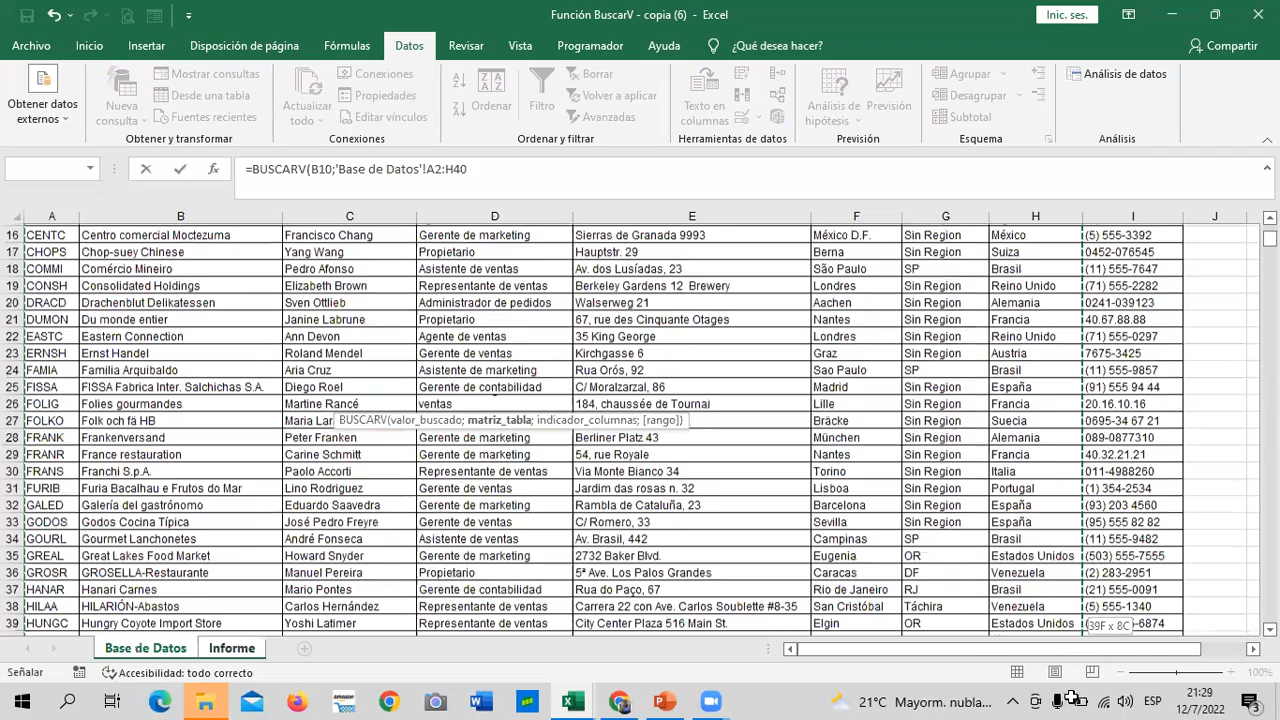 Función BuscarV - copia (6) - Excel
Inic. ses.
Archivo Inicio Insertar Disposición de página Fórmulas Datos Revisar Vista Programador Ayuda ¿Qué desea hacer? Compartir
Obtener datos externos
Nueva consulta
Mostrar consultas
Desde una tabla
Fuentes recientes
Obtener y transformar
Actualizar todo
Conexiones
Propiedades
Editar vínculos
Conexiones
Ordenar
Filtro
Borrar
Volver a aplicar
Avanzadas
Ordenar y filtrar
Texto en columnas
Herramientas de datos
Análisis de hipótesis
Previsión
Previsión
Agrupar
Desagrupar
Subtotal
Esquema
Análisis de datos
Análisis
=BUSCARV(B10;'Base de Datos'!A2:H40
A B C D E F G H I J
16 CENTC Centro comercial Moctezuma Francisco Chang Gerente de marketing Sierras de Granada 9993 México D.F. Sin Region México (5) 555-3392
17 CHOPS Chop-suey Chinese Yang Wang Propietario Hauptstr. 29 Berna Sin Region Suiza 0452-076545
18 COMMI Comércio Mineiro Pedro Afonso Asistente de ventas Av. dos Lusíadas, 23 São Paulo SP Brasil (11) 555-7647
19 CONSH Consolidated Holdings Elizabeth Brown Representante de ventas Berkeley Gardens 12 Brewery Londres Sin Region Reino Unido (71) 555-2282
20 DRACD Drachenblut Delikatessen Sven Ottlieb Administrador de pedidos Walserweg 21 Aachen Sin Region Alemania 0241-039123
21 DUMON Du monde entier Janine Labrune Propietario 67, rue des Cinquante Otages Nantes Sin Region Francia 40.67.88.88
22 EASTC Eastern Connection Ann Devon Agente de ventas 35 King George Londres Sin Region Reino Unido (71) 555-0297
23 ERNSH Ernst Handel Roland Mendel Gerente de ventas Kirchgasse 6 Graz Sin Region Austria 7675-3425
24 FAMIA Familia Arquibaldo Aria Cruz Asistente de marketing Rua Orós, 92 Sao Paulo SP Brasil (11) 555-9857
25 FISSA FISSA Fabrica Inter. Salchichas S.A. Diego Roel Gerente de contabilidad C/ Moralzarzal, 86 Madrid Sin Region España (91) 555 94 44
26 FOLIG Folies gourmandes Martine Rancé ventas 184, chaussée de Tournai Lille Sin Region Francia 20.16.10.16
27 FOLKO Folk och fä HB Maria Lar Bräcke Sin Region Suecia 0695-34 67 21
BUSCARV(valor_buscado; matriz_tabla; indicador_columnas; [rango])
28 FRANK Frankenversand Peter Franken Gerente de marketing Berliner Platz 43 München Sin Region Alemania 089-0877310
29 FRANR France restauration Carine Schmitt Gerente de marketing 54, rue Royale Nantes Sin Region Francia 40.32.21.21
30 FRANS Franchi S.p.A. Paolo Accorti Representante de ventas Via Monte Bianco 34 Torino Sin Region Italia 011-4988260
31 FURIB Furia Bacalhau e Frutos do Mar Lino Rodriguez Gerente de ventas Jardim das rosas n. 32 Lisboa Sin Region Portugal (1) 354-2534
32 GALED Galería del gastrónomo Eduardo Saavedra Gerente de marketing Rambla de Cataluña, 23 Barcelona Sin Region España (93) 203 4560
33 GODOS Godos Cocina Típica José Pedro Freyre Gerente de ventas C/ Romero, 33 Sevilla Sin Region España (95) 555 82 82
34 GOURL Gourmet Lanchonetes André Fonseca Asistente de ventas Av. Brasil, 442 Campinas SP Brasil (11) 555-9482
35 GREAL Great Lakes Food Market Howard Snyder Gerente de marketing 2732 Baker Blvd. Eugenia OR Estados Unidos (503) 555-7555
36 GROSR GROSELLA-Restaurante Manuel Pereira Propietario 5ª Ave. Los Palos Grandes Caracas DF Venezuela (2) 283-2951
37 HANAR Hanari Carnes Mario Pontes Gerente de contabilidad Rua do Paço, 67 Rio de Janeiro RJ Brasil (21) 555-0091
38 HILAA HILARIÓN-Abastos Carlos Hernández Representante de ventas Carrera 22 con Ave. Carlos Soublette #8-35 San Cristóbal Táchira Venezuela (5) 555-1340
39 HUNGC Hungry Coyote Import Store Yoshi Latimer Representante de ventas City Center Plaza 516 Main St. Elgin OR Estados Unidos 6874
39F x 8C
Base de Datos Informe
Señalar Accesibilidad: todo correcto 100%
21°C Mayorm. nubla... ESP 21:29
12/7/2022
3